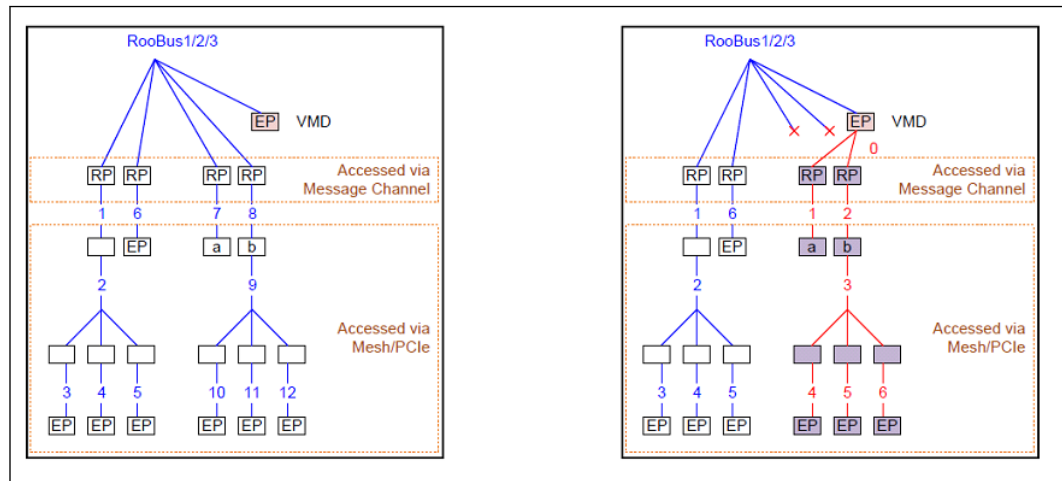 RooBus1/2/3
EP VMD
Accessed via
RP RP RP RP
Message Channel
1 6 7 8
EP a b
2 9
Accessed via
Mesh/PCIe
3 4 5 10 11 12
EP EP EP EP EP EP
RooBus1/2/3
EP VMD
0
Accessed via
RP RP RP RP
Message Channel
1 6 1 2
EP a b
2 3
Accessed via
Mesh/PCIe
3 4 5 4 5 6
EP EP EP EP EP EP